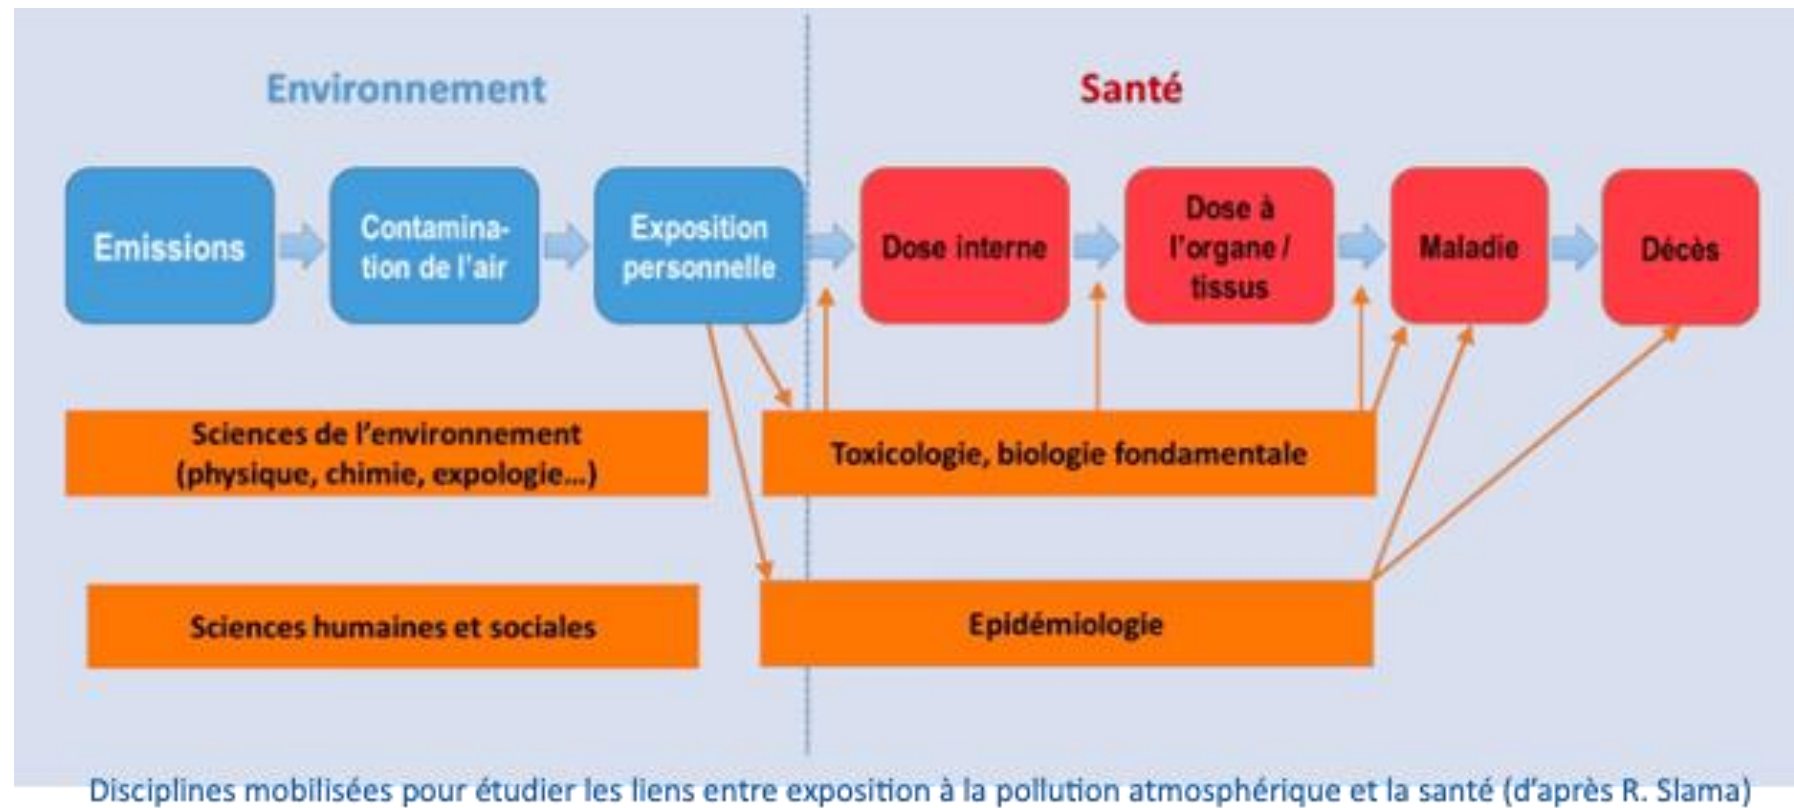 Environnement
Santé
Emissions
Contamina-
tion de l'air
Exposition
personnelle
Dose interne
Dose à
l'organe /
tissus
Maladie
Décès
Sciences de l'environnement
(physique, chimie, expologie...)
Toxicologie, biologie fondamentale
Sciences humaines et sociales
Epidémiologie
Disciplines mobilisées pour étudier les liens entre exposition à la pollution atmosphérique et la santé (d'après R. Slama)